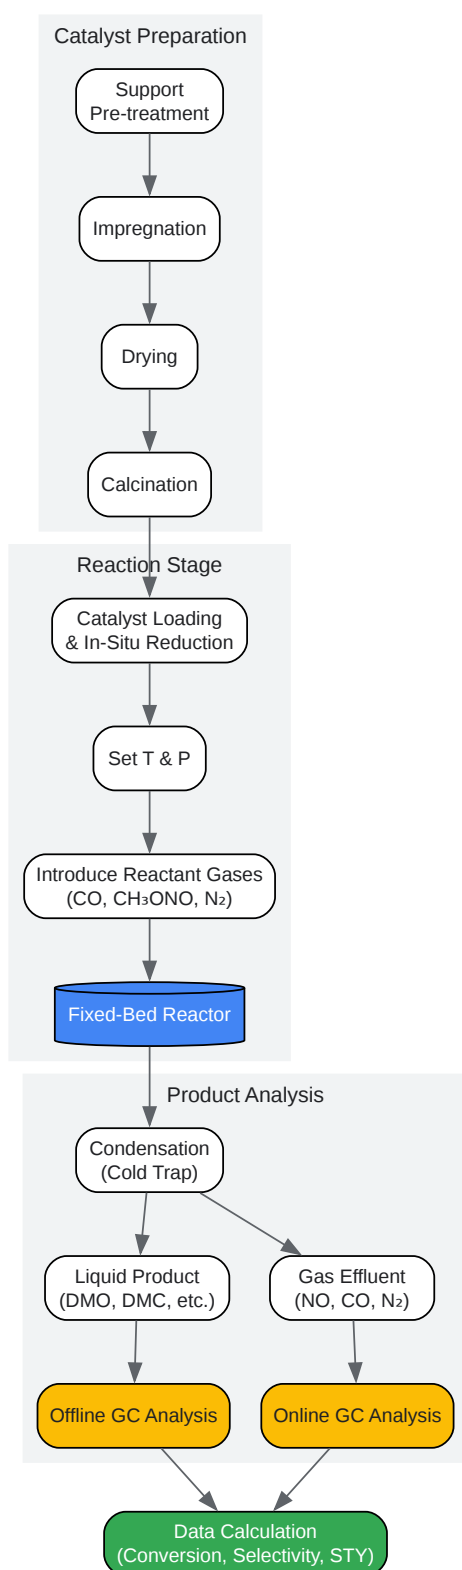 Catalyst Preparation
Support
Pre-treatment
Impregnation
Drying
Calcination
Reaction Stage
Catalyst Loading
& In-Situ Reduction
Set T & P
Introduce Reactant Gases
(CO, CH₃ONO, N₂)
Fixed-Bed Reactor
Product Analysis
Condensation
(Cold Trap)
Liquid Product
(DMO, DMC, etc.)
Gas Effluent
(NO, CO, N₂)
Offline GC Analysis
Online GC Analysis
Data Calculation
(Conversion, Selectivity, STY)